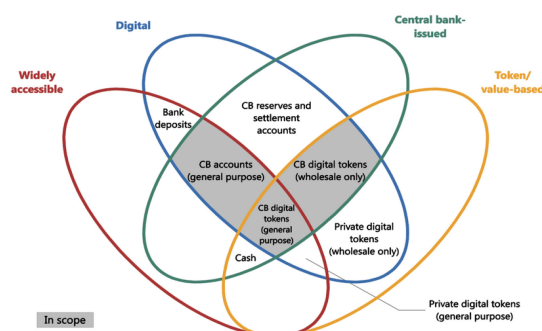 Digital
Central bank-
issued
Widely
accessible
Token/
value-based
Bank
deposits
CB reserves and
settlement
accounts
CB accounts
(general purpose)
CB digital tokens
(wholesale only)
CB digital
tokens
(general
purpose)
Private digital
tokens
(wholesale only)
Cash
Private digital tokens
(general purpose)
In scope